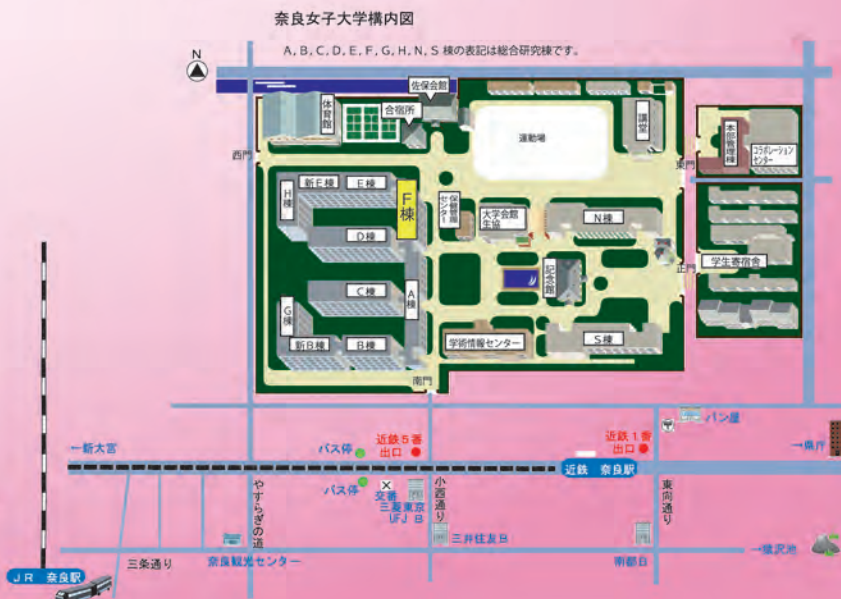 奈良女子大学構内図
A, B, C, D, E, F, G, H, N, S 棟の表記は総合研究棟です。
N
佐保会館
体育館
合宿所
運動場
講堂
本部管理棟
コラボレーション
センター
西門
東門
H棟
新E棟
E棟
F棟
保健管理
センター
大学会館
生協
N棟
D棟
正門
学生寄宿舎
記念館
C棟
A棟
G棟
新B棟
B棟
学術情報センター
S棟
南門
パン屋
←新大宮
バス停
近鉄5番
出口
近鉄1番
出口
→県庁
近鉄 奈良駅
バス停
交番
三菱東京
UFJ B
やすらぎの道
小西通り
東向通り
三井住友B
南都B
三条通り
奈良観光センター
→猿沢池
JR 奈良駅